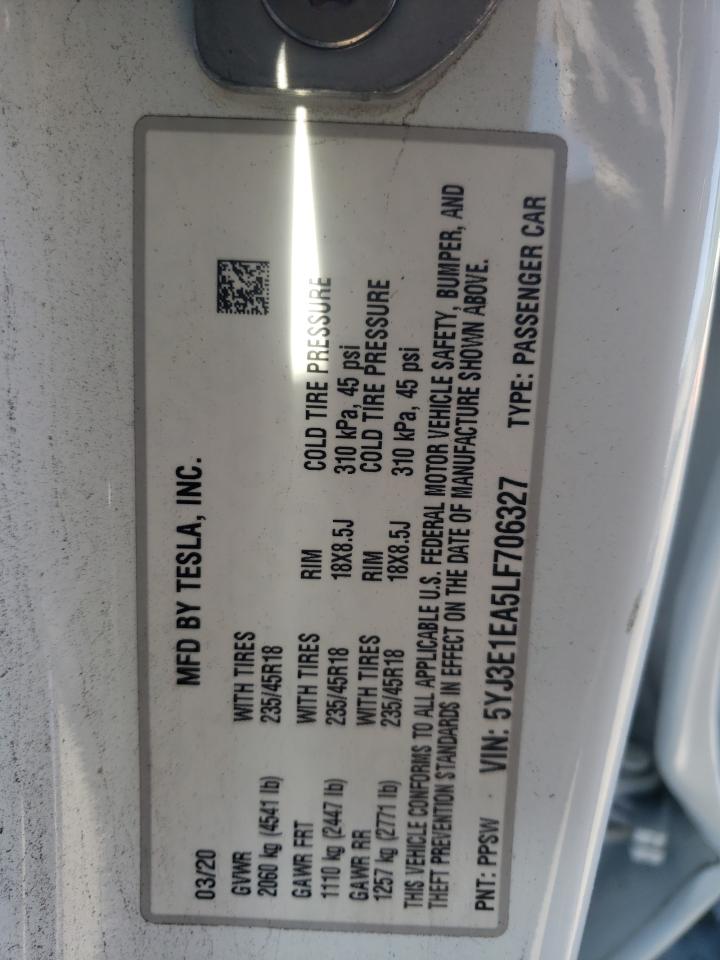 MFD BY TESLA, INC.
03/20
GVWR WITH TIRES
2060 kg (4541 lb) 235/45R18
GAWR FRT WITH TIRES RIM COLD TIRE PRESSURE
1110 kg (2447 lb) 235/45R18 18X8.5J 310 kPa, 45 psi
GAWR RR WITH TIRES RIM COLD TIRE PRESSURE
1257 kg (2771 lb) 235/45R18 18X8.5J 310 kPa, 45 psi
THIS VEHICLE CONFORMS TO ALL APPLICABLE U.S. FEDERAL MOTOR VEHICLE SAFETY, BUMPER, AND
THEFT PREVENTION STANDARDS IN EFFECT ON THE DATE OF MANUFACTURE SHOWN ABOVE.
PNT: PPSW VIN: 5YJ3E1EA5LF706327 TYPE: PASSENGER CAR